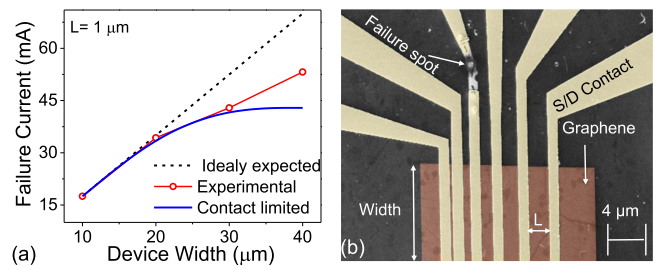 L= 1 μm
Failure Current (mA)
60
45
30
15
Idealy expected
Experimental
Contact limited
10
20
30
40
(a)
Device Width (μm)
Failure spot
S/D Contact
Graphene
Width
L
4 μm
(b)